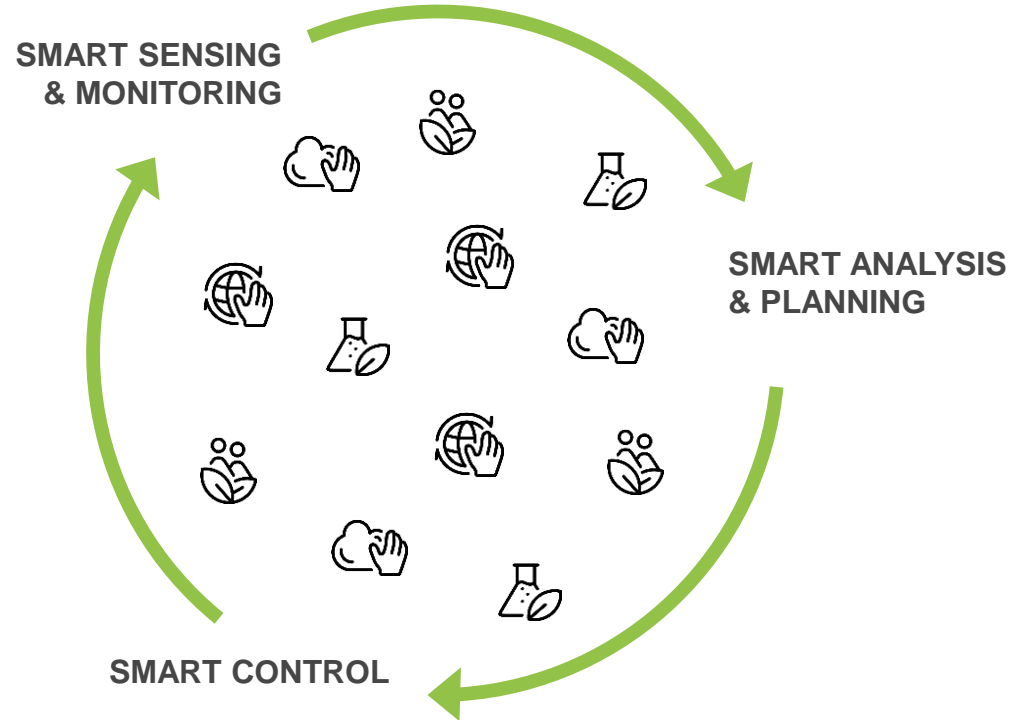 SMART SENSING
& MONITORING
SMART ANALYSIS
& PLANNING
SMART CONTROL